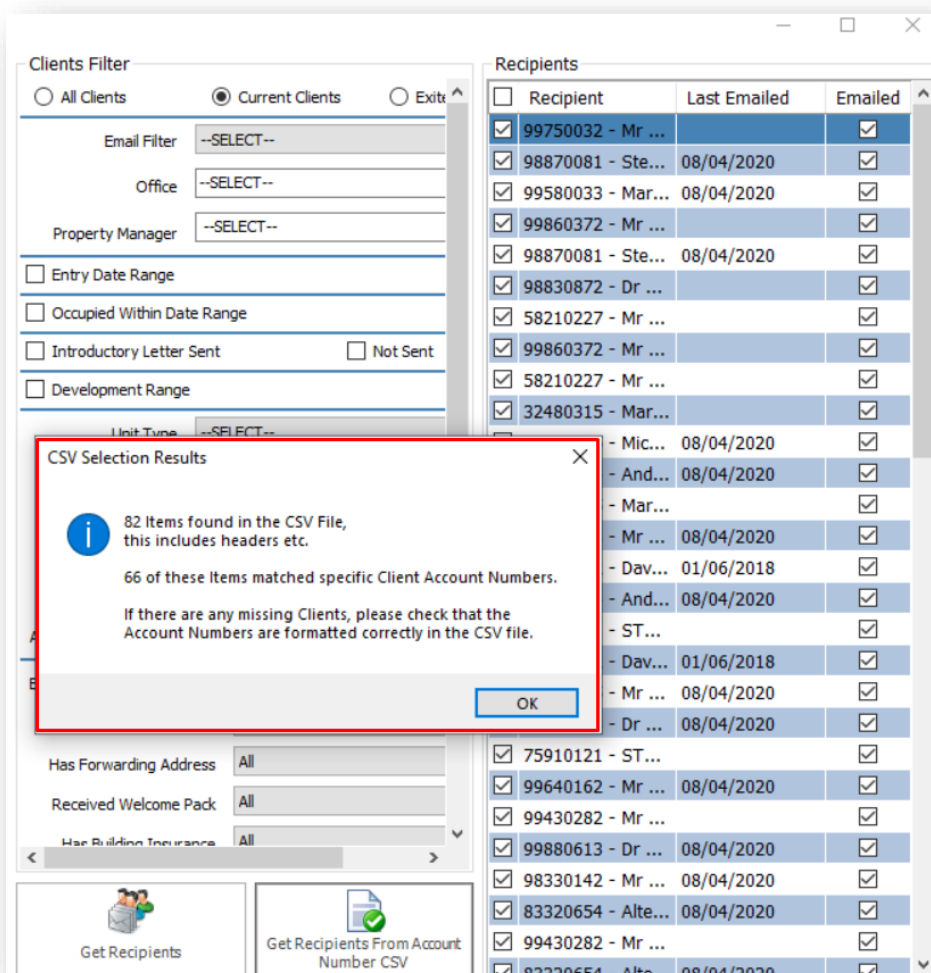 Clients Filter
All Clients Current Clients
Email Filter --SELECT--
Office --SELECT--
Property Manager --SELECT--
Entry Date Range
Occupied Within Date Range
Introductory Letter Sent Not Sent
Development Range
Unit Type --SELECT--
CSV Selection Results
82 Items found in the CSV File,
this includes headers etc.
66 of these Items matched specific Client Account Numbers.
If there are any missing Clients, please check that the
Account Numbers are formatted correctly in the CSV file.
OK
Has Forwarding Address All
Received Welcome Pack All
Has Building Insurance All
Get Recipients
Get Recipients From Account
Number CSV
Recipients
Recipient Last Emailed Emailed
99750032 - Mr ...
98870081 - Ste... 08/04/2020
99580033 - Mar... 08/04/2020
99860372 - Mr ...
98870081 - Ste... 08/04/2020
98830872 - Dr ...
58210227 - Mr ...
99860372 - Mr ...
58210227 - Mr ...
32480315 - Mar...
- Mic... 08/04/2020
- And... 08/04/2020
- Mar...
- Mr ... 08/04/2020
- Dav... 01/06/2018
- And... 08/04/2020
- ST...
- Dav... 01/06/2018
- Mr ... 08/04/2020
- Dr ... 08/04/2020
75910121 - ST...
99640162 - Mr ... 08/04/2020
99430282 - Mr ...
99880613 - Dr ... 08/04/2020
98330142 - Mr ... 08/04/2020
83320654 - Alte... 08/04/2020
99430282 - Mr ...
83320654 - Alte... 08/04/2020